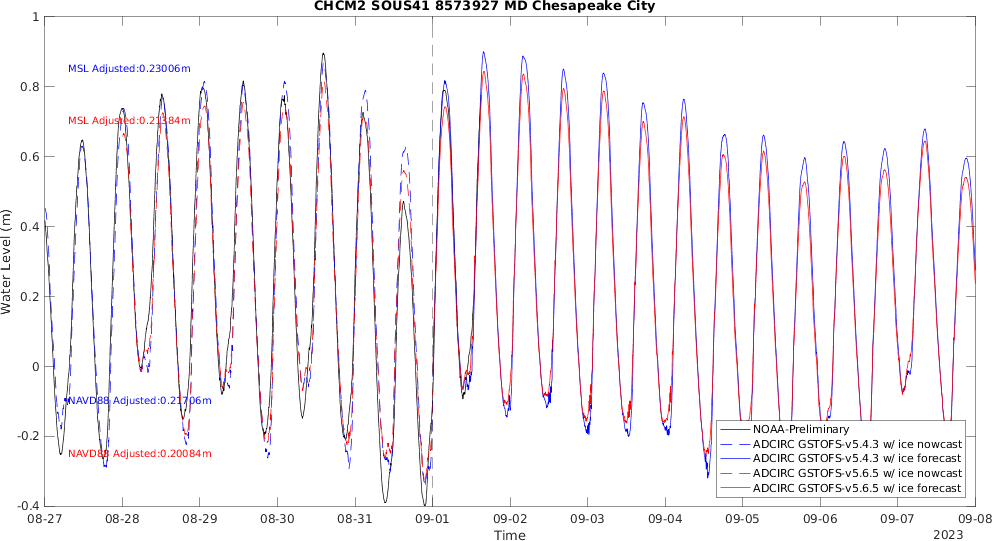 CHCM2 SOUS41 8573927 MD Chesapeake City
Water Level (m)
1
0.8
0.6
0.4
0.2
0
-0.2
-0.4
MSL Adjusted:0.23006m
MSL Adjusted:0.21184m
NAVD88 Adjusted:0.21706m
NAVD88 Adjusted:0.20084m
NOAA-Preliminary
ADCIRC GSTOFS-v5.4.3 w/ ice nowcast
ADCIRC GSTOFS-v5.4.3 w/ ice forecast
ADCIRC GSTOFS-v5.6.5 w/ ice nowcast
ADCIRC GSTOFS-v5.6.5 w/ ice forecast
08-27 08-28 08-29 08-30 08-31 09-01 09-02 09-03 09-04 09-05 09-06 09-07 09-08
Time
2023